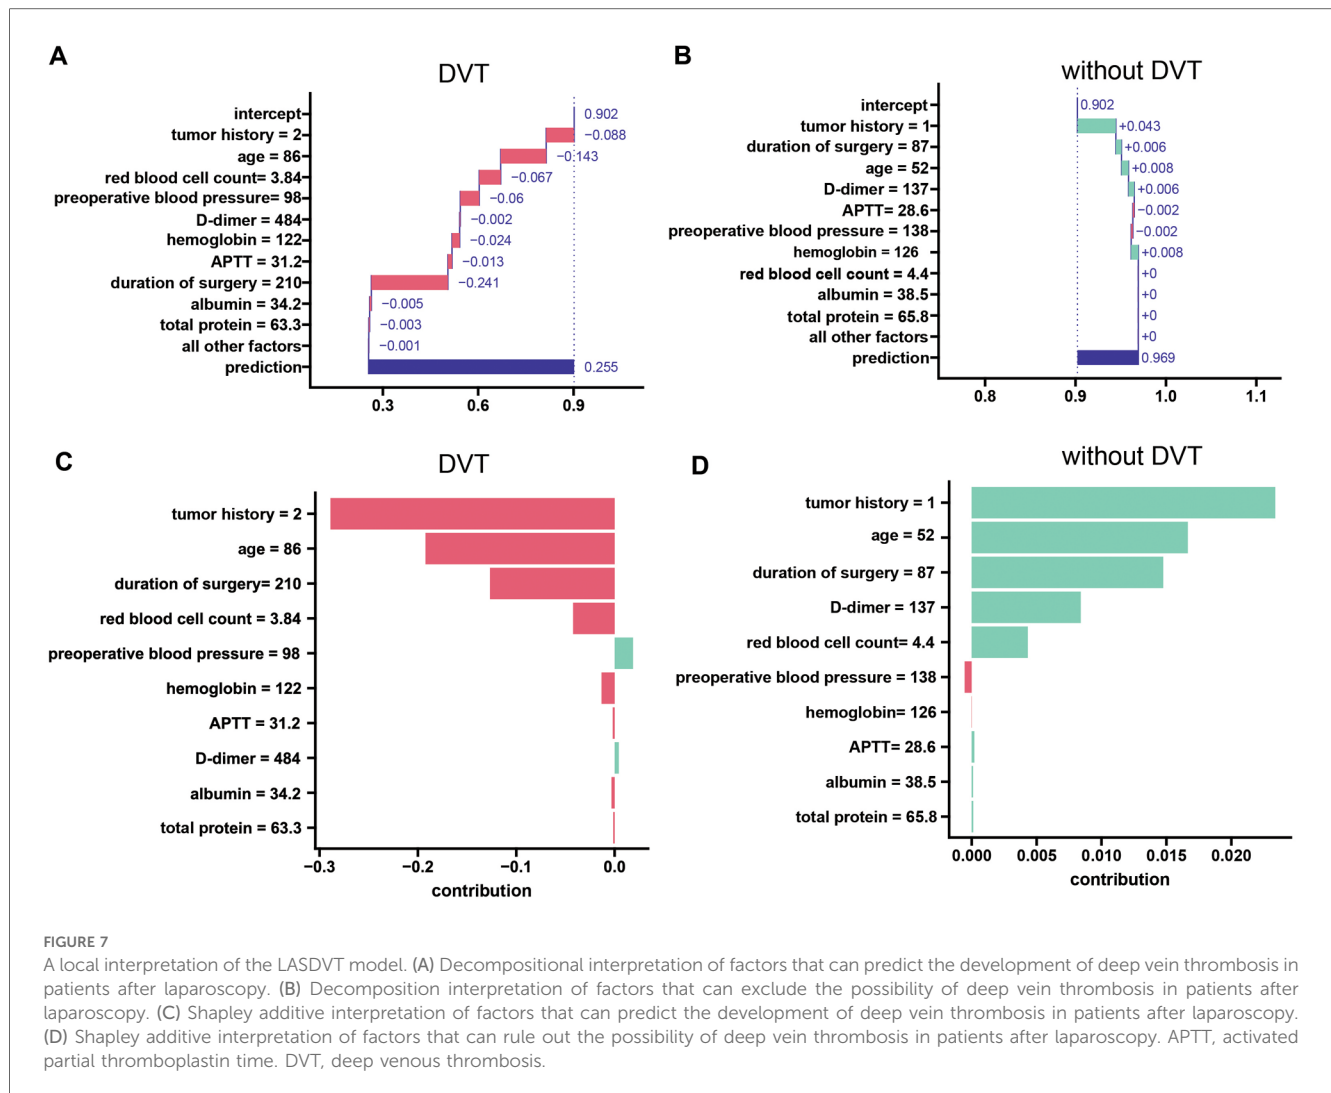 A
DVT
intercept
0.902
tumor history = 2
−0.088
age = 86
−0.143
red blood cell count= 3.84
−0.067
preoperative blood pressure= 98
−0.06
D-dimer = 484
−0.002
hemoglobin = 122
−0.024
APTT = 31.2
−0.013
duration of surgery = 210
−0.241
albumin = 34.2
−0.005
total protein = 63.3
−0.003
all other factors
−0.001
prediction
0.255
0.3 0.6 0.9
B
without DVT
intercept
0.902
tumor history = 1
+0.043
duration of surgery = 87
+0.006
age = 52
+0.008
D-dimer = 137
+0.006
APTT= 28.6
−0.002
preoperative blood pressure = 138
−0.002
hemoglobin = 126
+0.008
red blood cell count = 4.4
+0
albumin = 38.5
+0
total protein = 65.8
+0
all other factors
+0
prediction
0.969
0.8 0.9 1.0 1.1
C
DVT
tumor history = 2
age = 86
duration of surgery= 210
red blood cell count = 3.84
preoperative blood pressure = 98
hemoglobin = 122
APTT = 31.2
D-dimer = 484
albumin = 34.2
total protein = 63.3
−0.3 −0.2 −0.1 0.0
contribution
D
without DVT
tumor history = 1
age = 52
duration of surgery = 87
D-dimer = 137
red blood cell count= 4.4
preoperative blood pressure = 138
hemoglobin= 126
APTT= 28.6
albumin = 38.5
total protein = 65.8
0.000 0.005 0.010 0.015 0.020
contribution
FIGURE 7
A local interpretation of the LASDVT model. (A) Decompositional interpretation of factors that can predict the development of deep vein thrombosis in
patients after laparoscopy. (B) Decomposition interpretation of factors that can exclude the possibility of deep vein thrombosis in patients after
laparoscopy. (C) Shapley additive interpretation of factors that can predict the development of deep vein thrombosis in patients after laparoscopy.
(D) Shapley additive interpretation of factors that can rule out the possibility of deep vein thrombosis in patients after laparoscopy. APTT, activated
partial thromboplastin time. DVT, deep venous thrombosis.